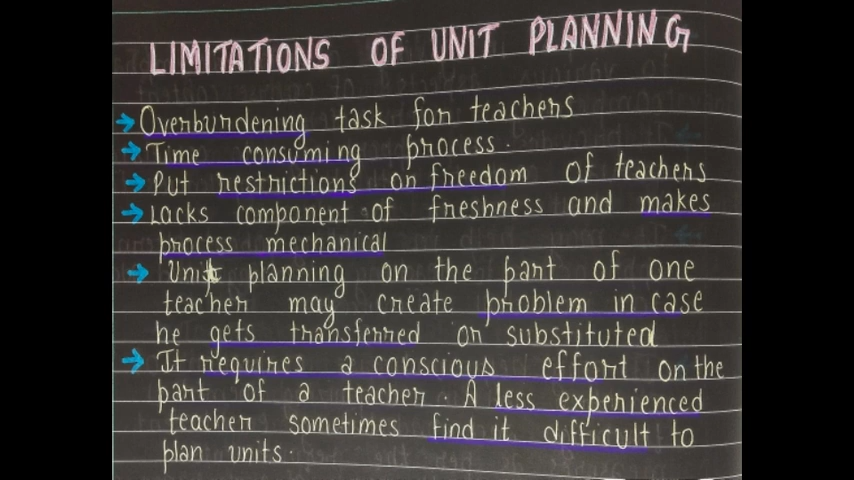 LIMITATIONS OF UNIT PLANNING
→ Overburdening task for teachers
→ Time consuming process.
→ Put restrictions on freedom of teachers
→ Lacks component of freshness and makes
process mechanical
→ Unit planning on the part of one
teacher may create problem in case
he gets transferred or substituted
→ It requires a conscious effort on the
part of a teacher. A less experienced
teacher sometimes find it difficult to
plan units.